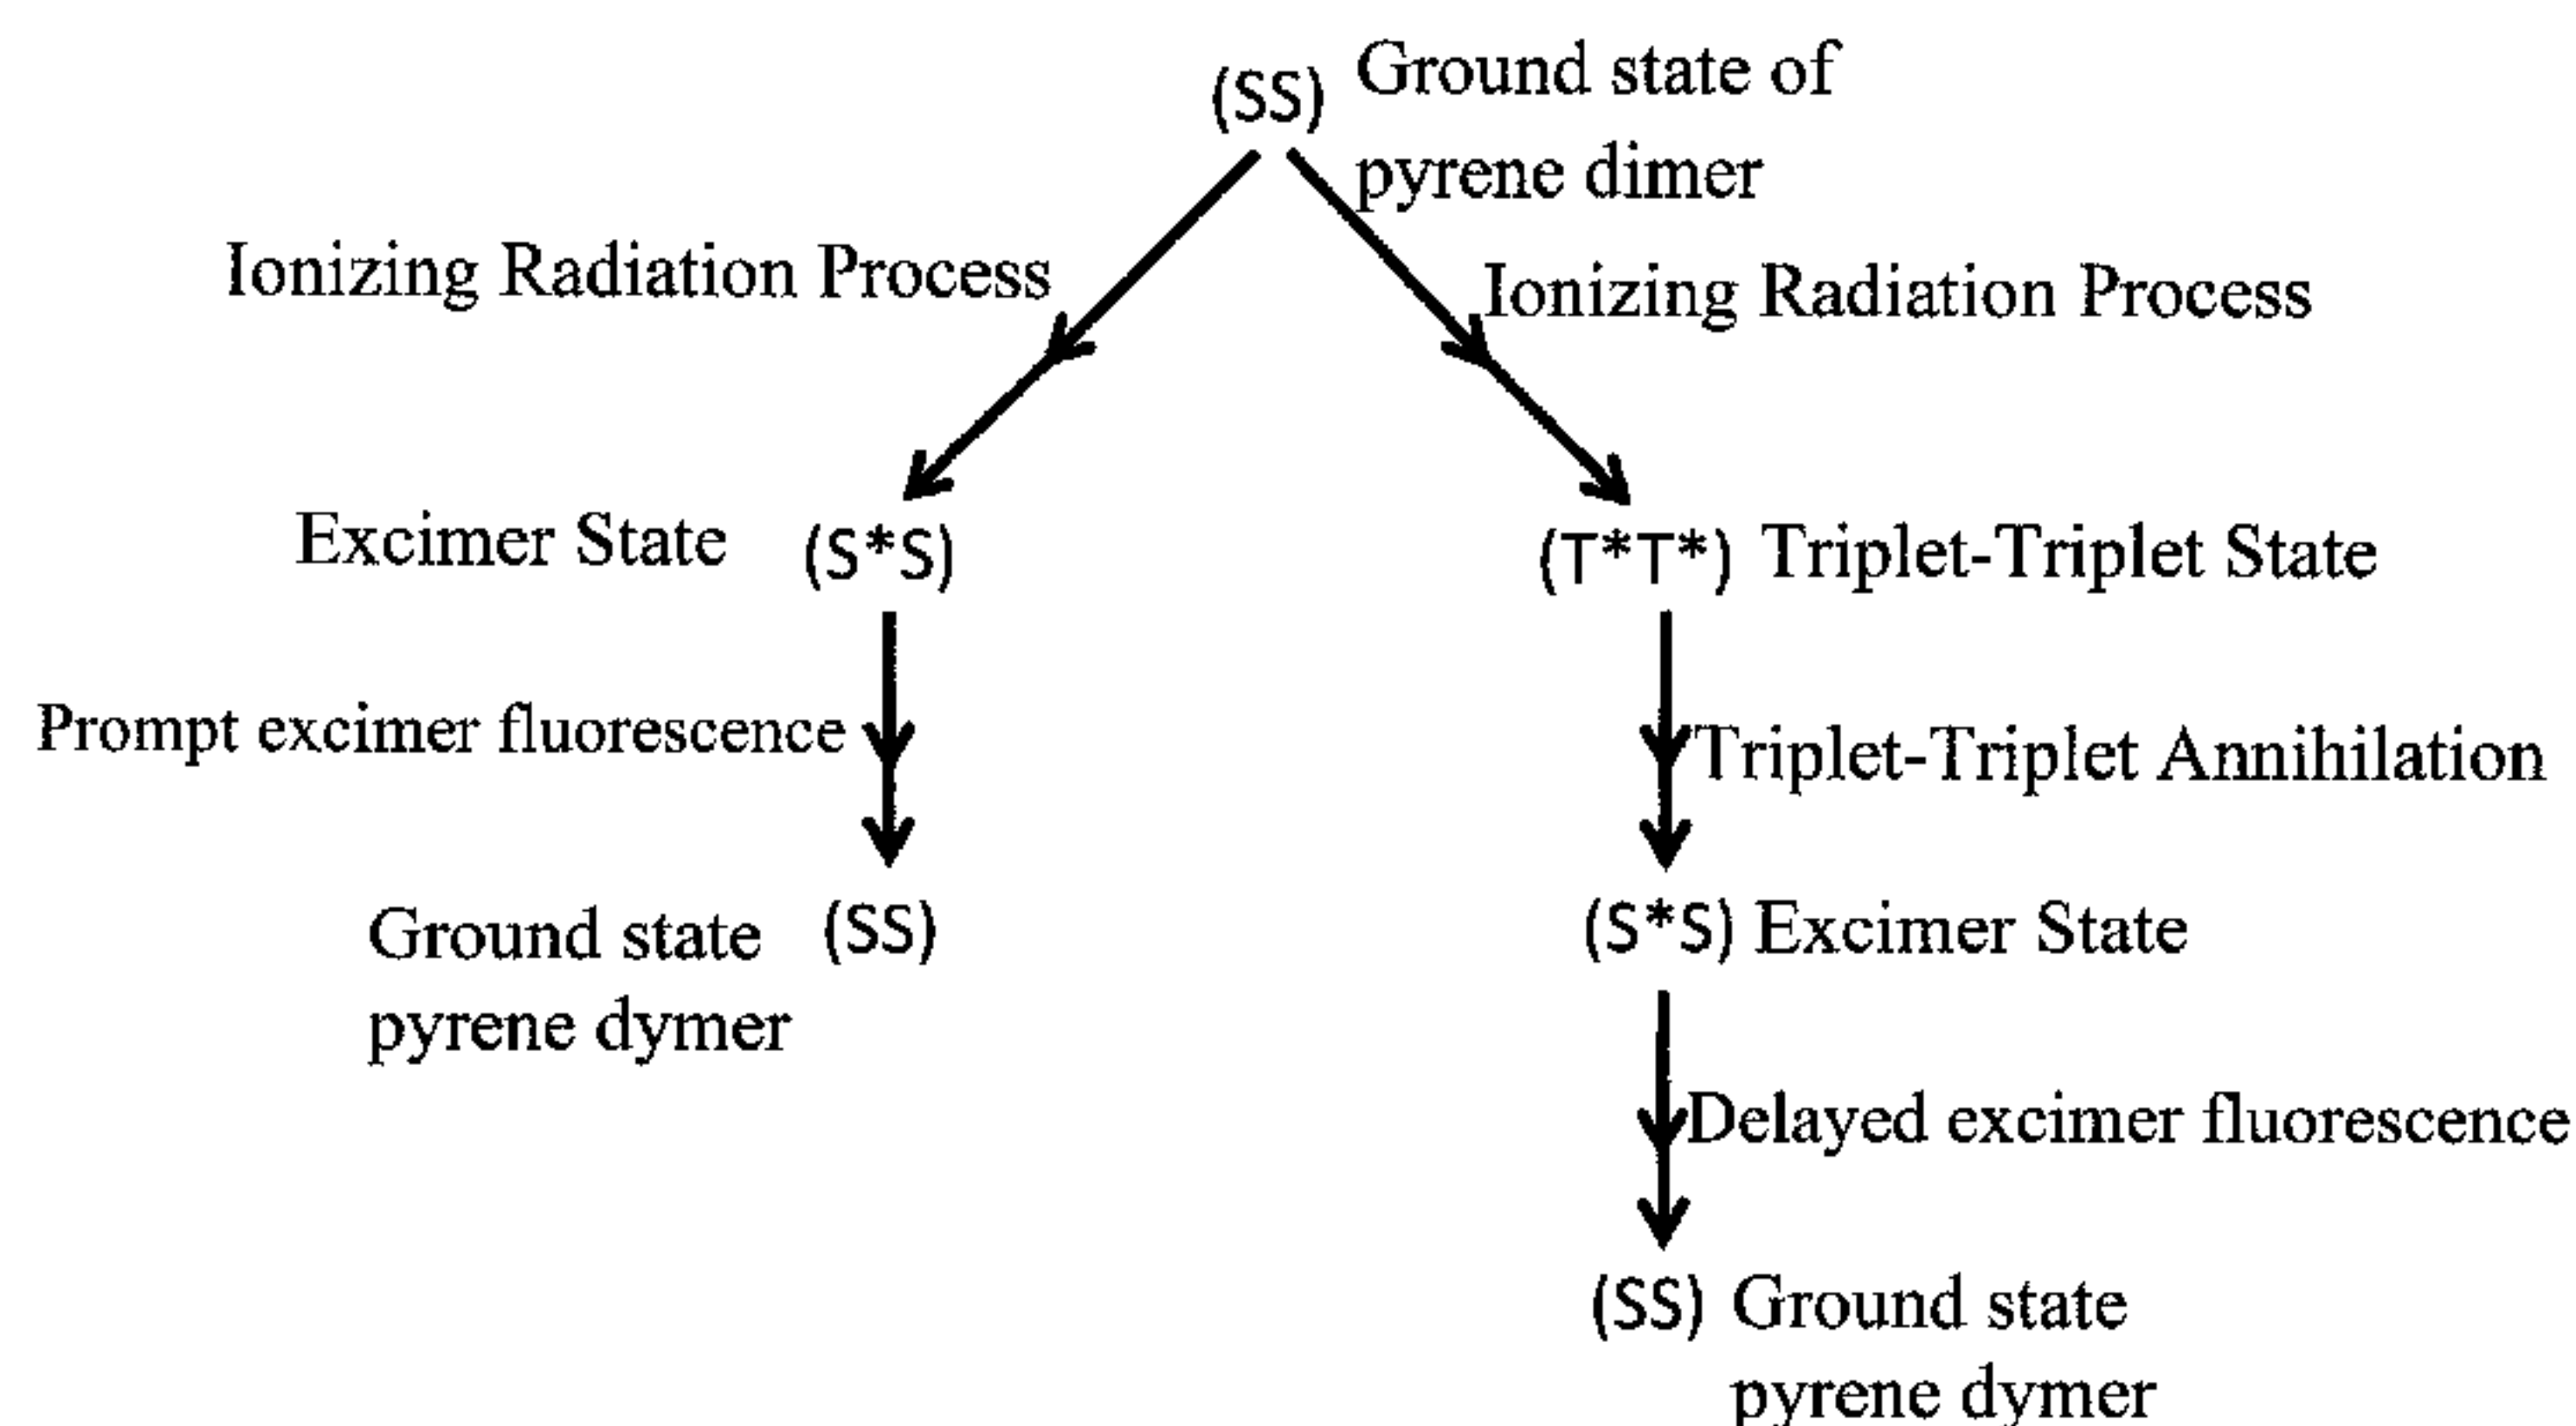 (SS) Ground state of
pyrene dimer
Ionizing Radiation Process
Ionizing Radiation Process
Excimer State (S*S)
(T*T*) Triplet-Triplet State
Prompt excimer fluorescence
Triplet-Triplet Annihilation
Ground state (SS)
pyrene dymer
(S*S) Excimer State
Delayed excimer fluorescence
(SS) Ground state
pyrene dymer